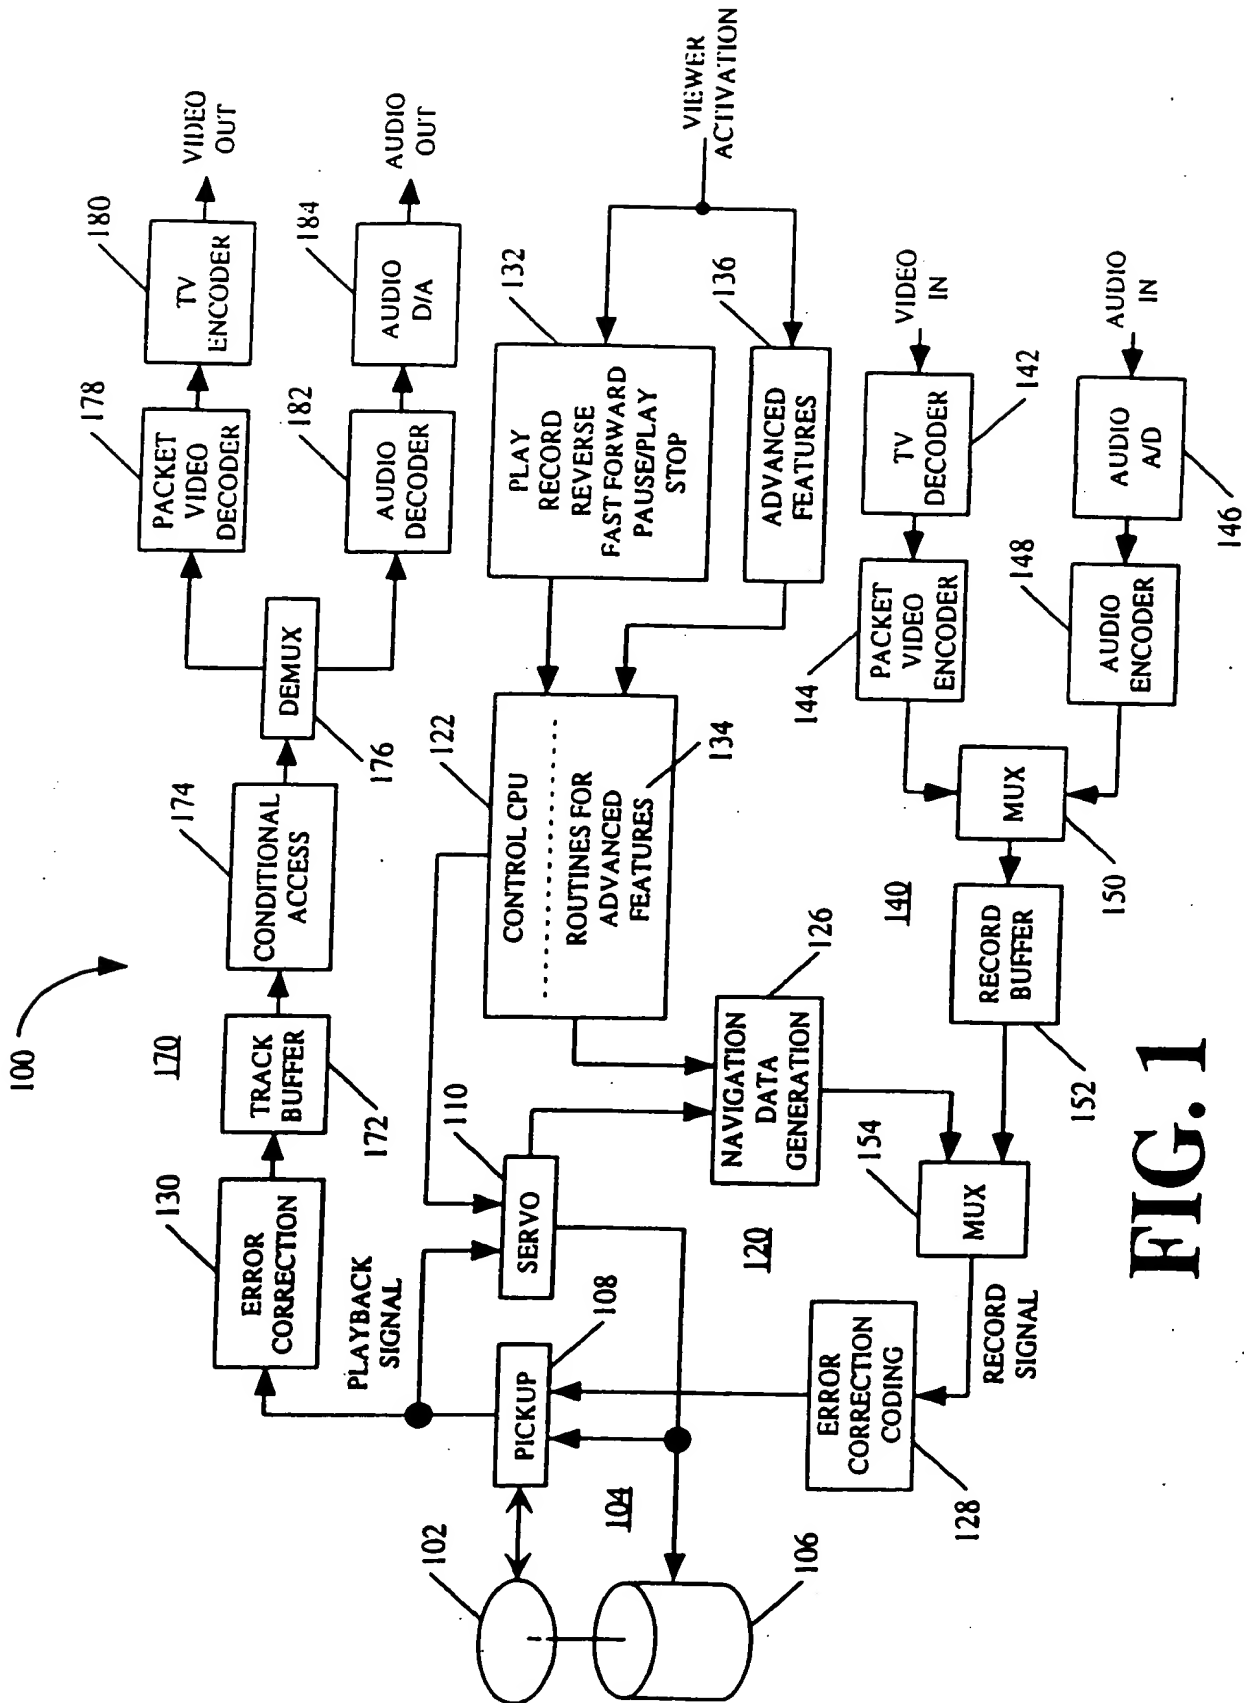 100
170
130
ERROR
CORRECTION
TRACK
BUFFER
172
174
CONDITIONAL
ACCESS
DEMUX
176
178
PACKET
VIDEO
DECODER
180
TV
ENCODER
VIDEO
OUT
182
AUDIO
DECODER
184
AUDIO
D/A
AUDIO
OUT
PLAYBACK
SIGNAL
102
104
106
PICKUP
108
SERVO
110
122
CONTROL CPU
ROUTINES FOR
ADVANCED
FEATURES
134
PLAY
RECORD
REVERSE
FAST FORWARD
PAUSE/PLAY
STOP
132
ADVANCED
FEATURES
136
VIEWER
ACTIVATION
120
NAVIGATION
DATA
GENERATION
126
140
ERROR
CORRECTION
CODING
128
RECORD
SIGNAL
MUX
154
RECORD
BUFFER
152
MUX
150
144
PACKET
VIDEO
ENCODER
TV
DECODER
142
VIDEO
IN
148
AUDIO
ENCODER
AUDIO
A/D
146
AUDIO
IN
FIG. 1